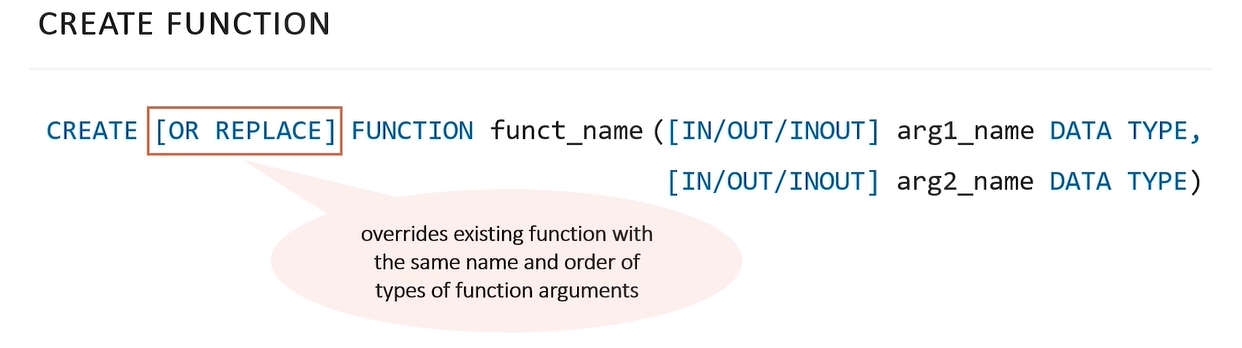 CREATE FUNCTION
CREATE [OR REPLACE] FUNCTION funct_name ([IN/OUT/INOUT] arg1_name DATA TYPE,
[IN/OUT/INOUT] arg2_name DATA TYPE)
overrides existing function with
the same name and order of
types of function arguments